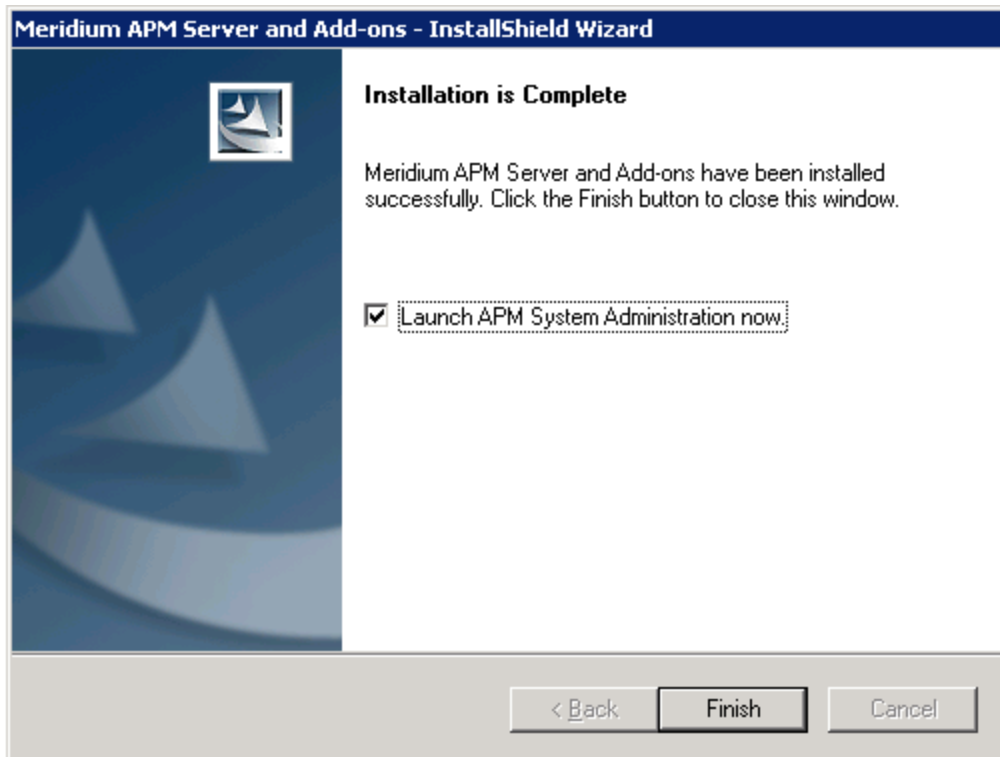 Meridium APM Server and Add-ons - InstallShield Wizard
Installation is Complete
Meridium APM Server and Add-ons have been installed
successfully. Click the Finish button to close this window.
Launch APM System Administration now.
< Back
Finish
Cancel